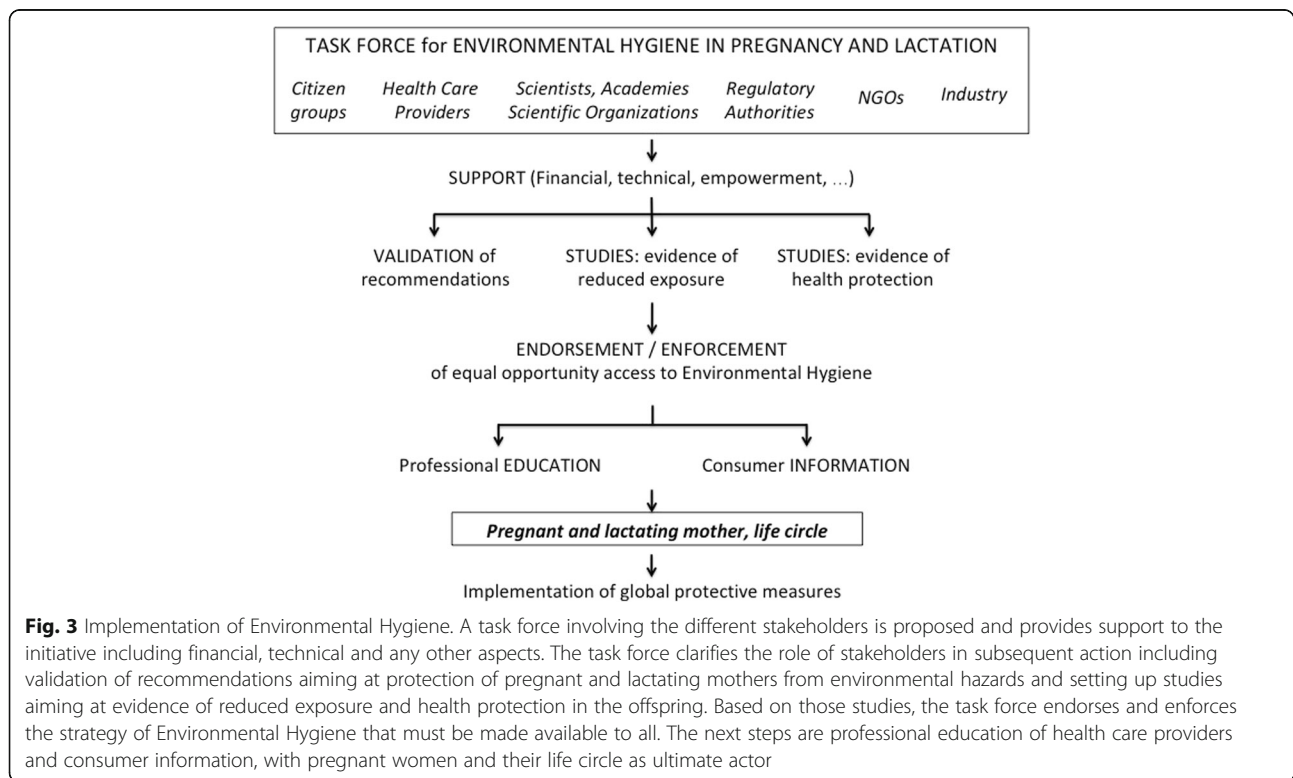 TASK FORCE for ENVIRONMENTAL HYGIENE IN PREGNANCY AND LACTATION
Citizen groups
Health Care Providers
Scientists, Academies Scientific Organizations
Regulatory Authorities
NGOs
Industry
SUPPORT (Financial, technical, empowerment, ...)
VALIDATION of recommendations
STUDIES: evidence of reduced exposure
STUDIES: evidence of health protection
ENDORSEMENT / ENFORCEMENT
of equal opportunity access to Environmental Hygiene
Professional EDUCATION
Consumer INFORMATION
Pregnant and lactating mother, life circle
Implementation of global protective measures
Fig. 3 Implementation of Environmental Hygiene. A task force involving the different stakeholders is proposed and provides support to the
initiative including financial, technical and any other aspects. The task force clarifies the role of stakeholders in subsequent action including
validation of recommendations aiming at protection of pregnant and lactating mothers from environmental hazards and setting up studies
aiming at evidence of reduced exposure and health protection in the offspring. Based on those studies, the task force endorses and enforces
the strategy of Environmental Hygiene that must be made available to all. The next steps are professional education of health care providers
and consumer information, with pregnant women and their life circle as ultimate actor